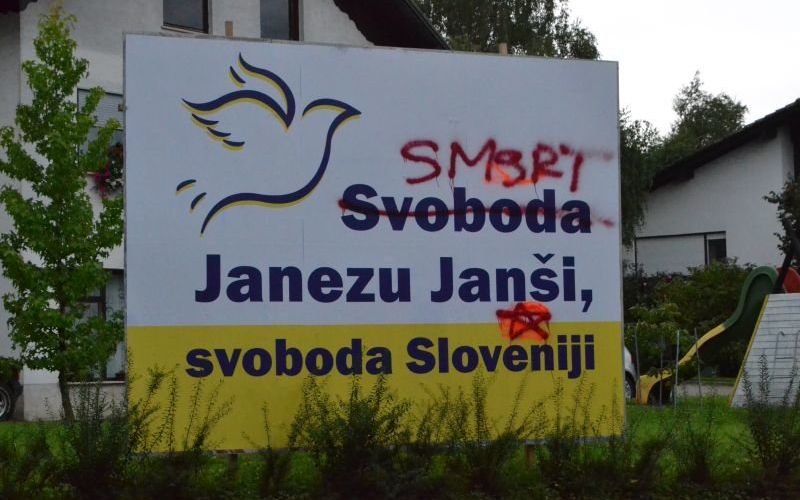 SMRT
Svoboda
Janezu Janši,
svoboda Sloveniji